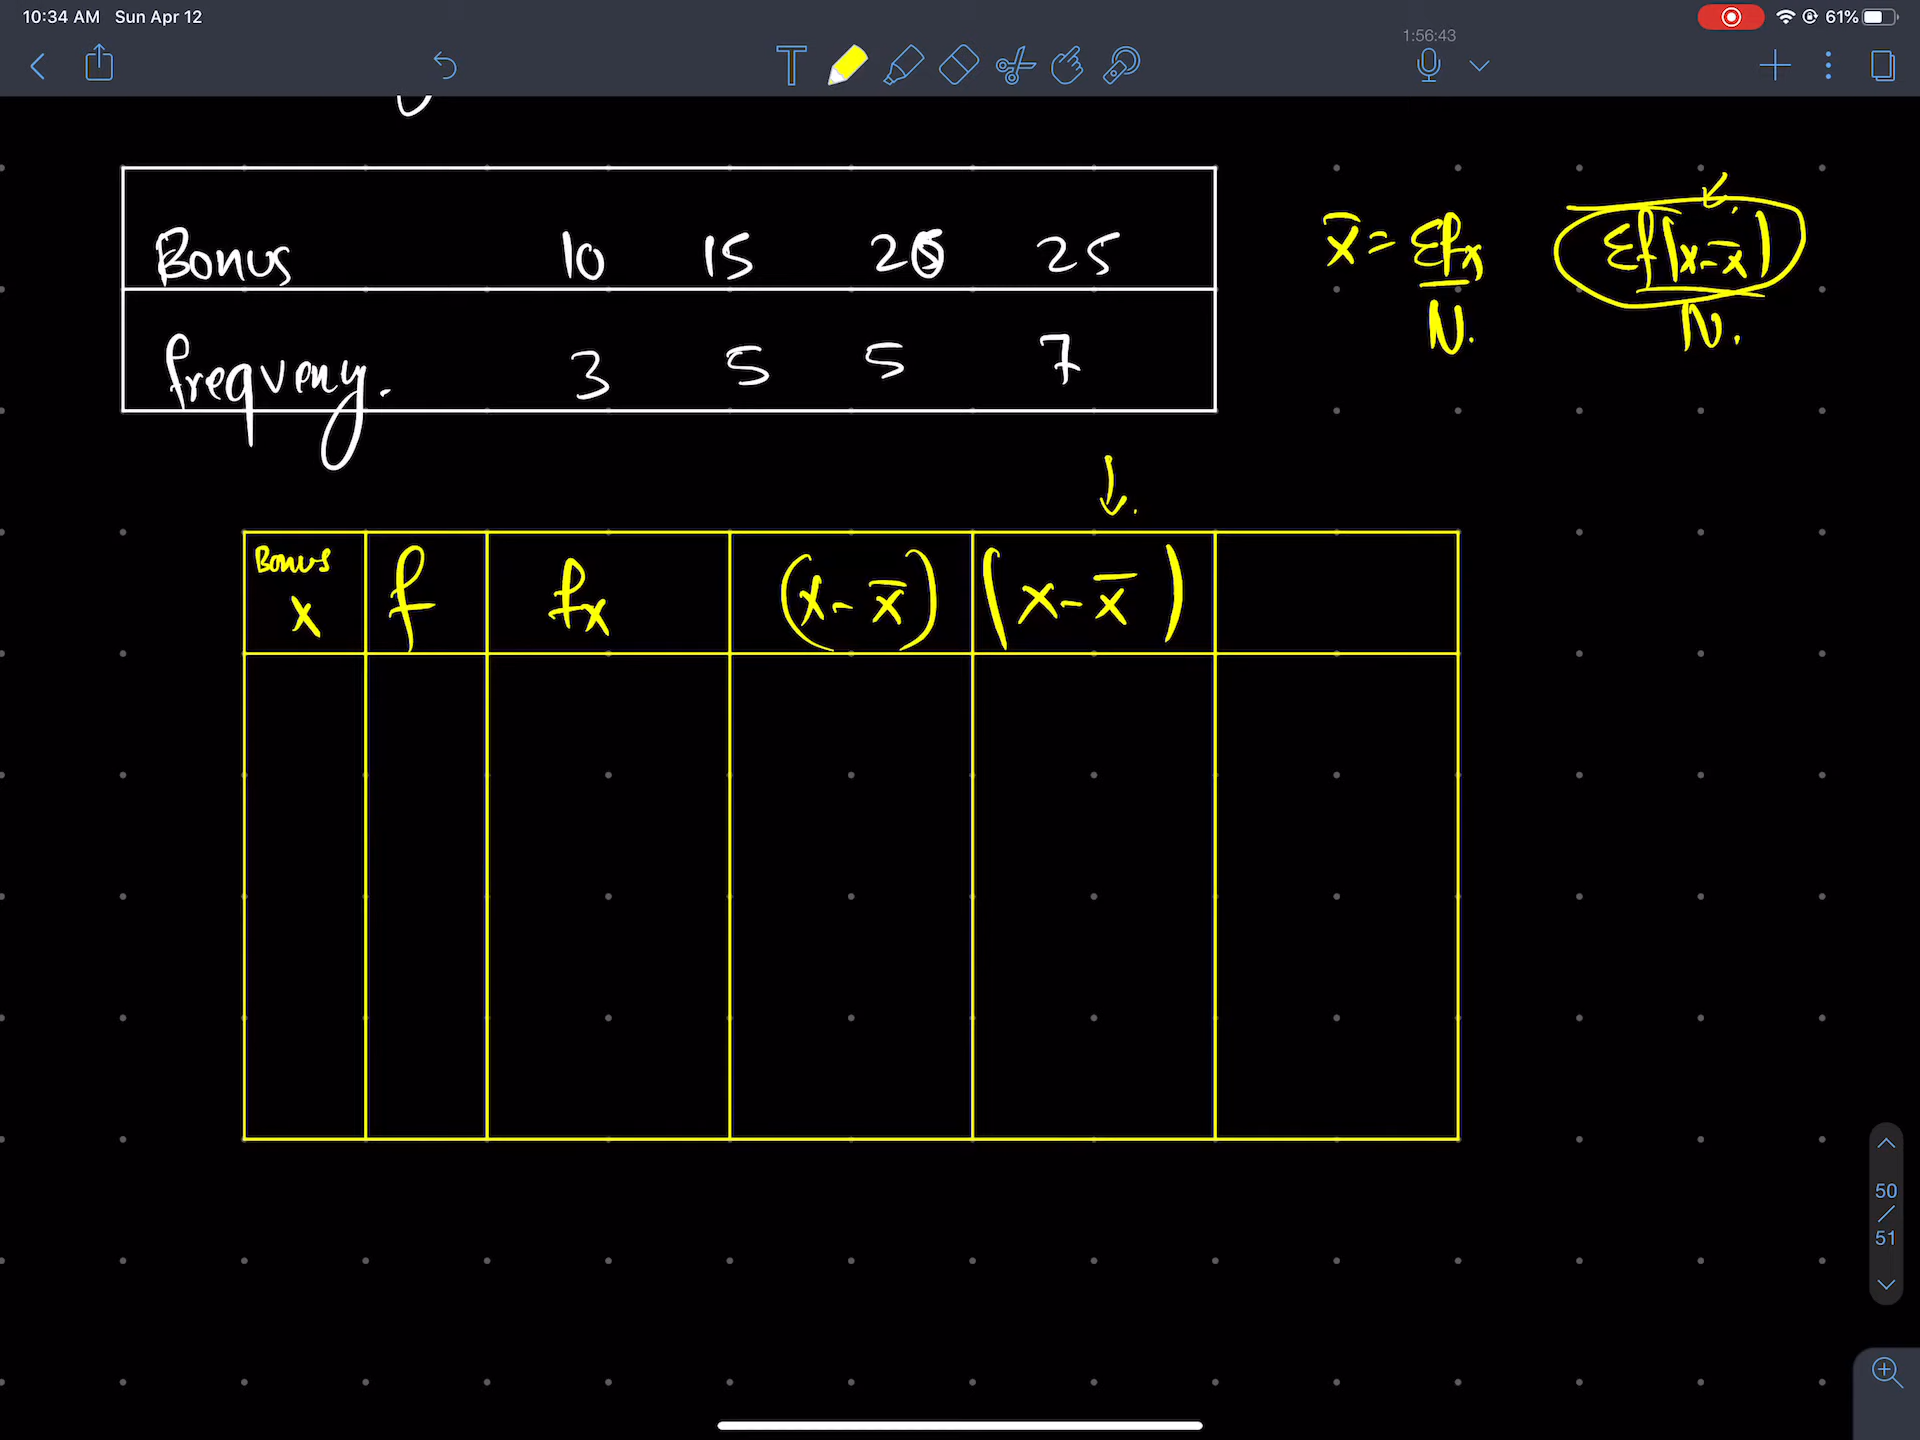 10:34 AM Sun Apr 12
61%
1:56:43
T
Bonus 10 15 20 25
frequeny. 3 5 5 7
x̄ = Σfx / N.
Σf|x-x̄| / N.
Bonus x f fx (x-x̄) |x-x̄|
50 / 51